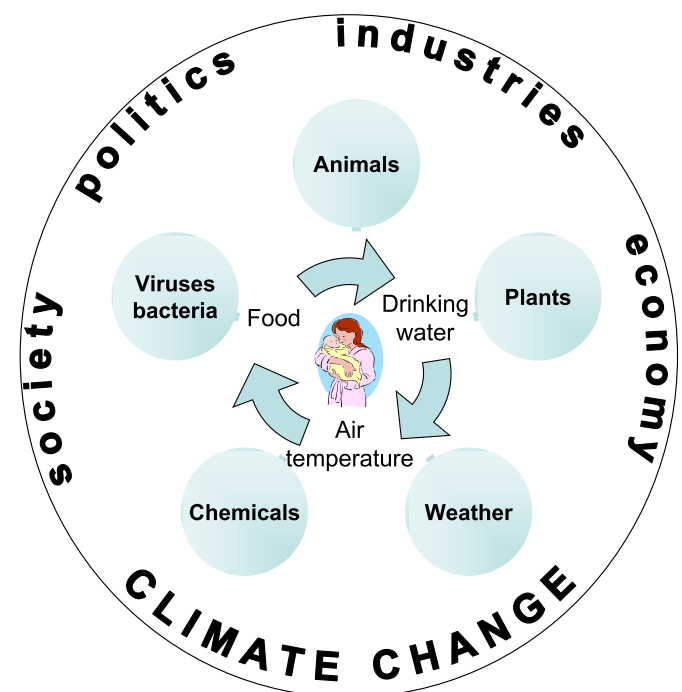 politics
industries
economy
society
CLIMATE CHANGE
Animals
Viruses
bacteria
Plants
Food
Drinking
water
Air
temperature
Chemicals
Weather